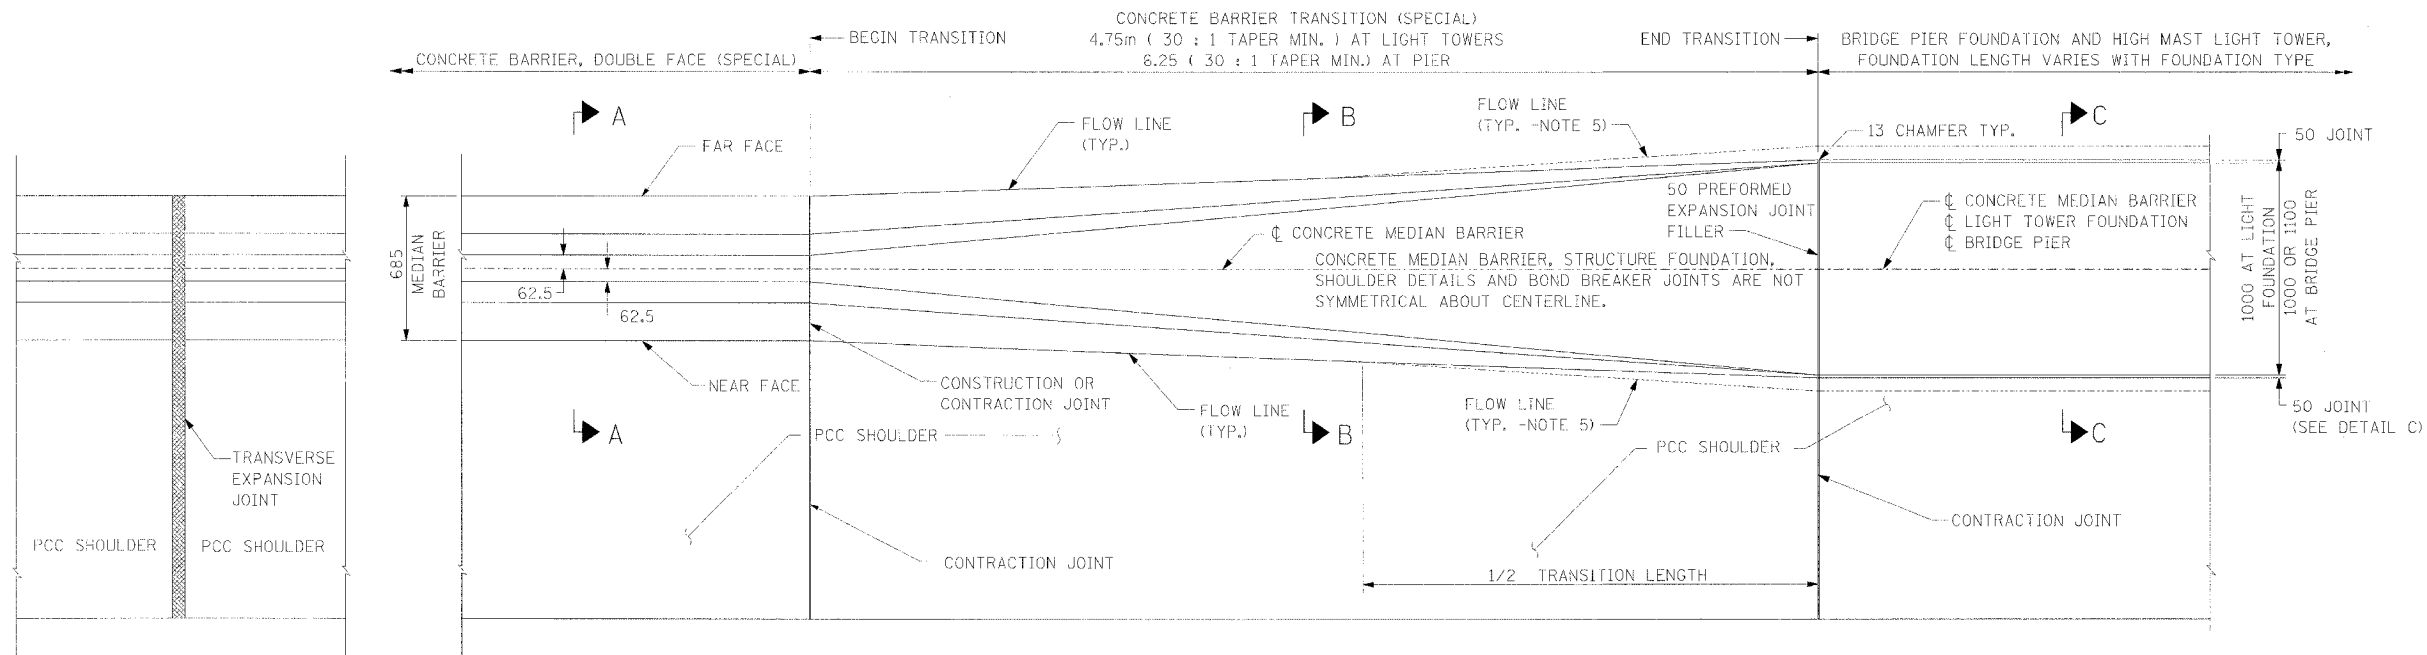 CONCRETE BARRIER TRANSITION (SPECIAL)
4.75m ( 30 : 1 TAPER MIN. ) AT LIGHT TOWERS
6.25 ( 30 : 1 TAPER MIN.) AT PIER
BEGIN TRANSITION
END TRANSITION
CONCRETE BARRIER, DOUBLE FACE (SPECIAL)
BRIDGE PIER FOUNDATION AND HIGH MAST LIGHT TOWER,
FOUNDATION LENGTH VARIES WITH FOUNDATION TYPE
A
B
C
FAR FACE
FLOW LINE
(TYP.)
FLOW LINE
(TYP. -NOTE 5)
13 CHAMFER TYP.
50 JOINT
685
MEDIAN
BARRIER
62.5
62.5
℄ CONCRETE MEDIAN BARRIER
50 PREFORMED
EXPANSION JOINT
FILLER
CONCRETE MEDIAN BARRIER, STRUCTURE FOUNDATION,
SHOULDER DETAILS AND BOND BREAKER JOINTS ARE NOT
SYMMETRICAL ABOUT CENTERLINE.
℄ CONCRETE MEDIAN BARRIER
℄ LIGHT TOWER FOUNDATION
℄ BRIDGE PIER
1000 AT LIGHT
FOUNDATION
1000 OR 1100
AT BRIDGE PIER
NEAR FACE
CONSTRUCTION OR
CONTRACTION JOINT
FLOW LINE
(TYP.)
FLOW LINE
(TYP. -NOTE 5)
50 JOINT
(SEE DETAIL C)
A
B
C
PCC SHOULDER
PCC SHOULDER
TRANSVERSE
EXPANSION
JOINT
PCC SHOULDER
PCC SHOULDER
CONTRACTION JOINT
CONTRACTION JOINT
1/2 TRANSITION LENGTH